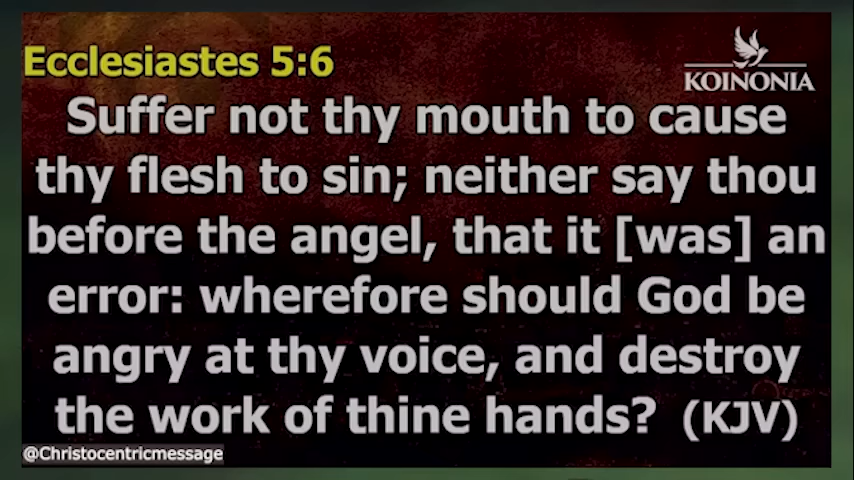 Ecclesiastes 5:6
KOINONIA
Suffer not thy mouth to cause
thy flesh to sin; neither say thou
before the angel, that it [was] an
error: wherefore should God be
angry at thy voice, and destroy
the work of thine hands? (KJV)
@Christocentricmessage